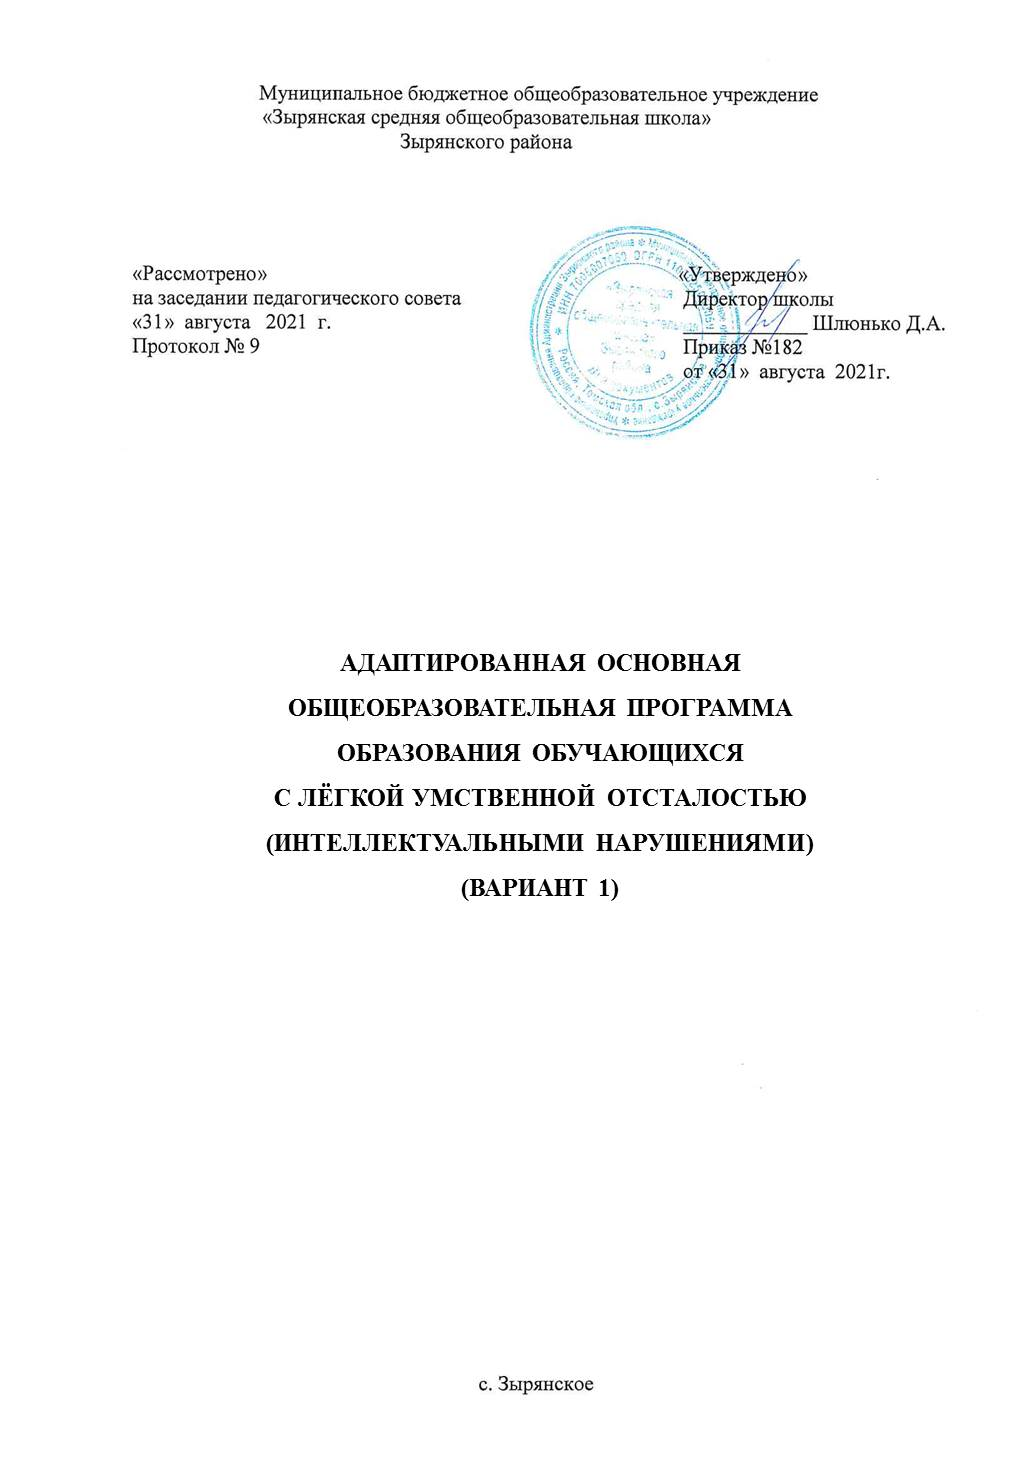 Муниципальное бюджетное общеобразовательное учреждение
«Зырянская средняя общеобразовательная школа»
Зырянского района
«Рассмотрено»
на заседании педагогического совета
«31» августа 2021 г.
Протокол № 9
«Утверждено»
Директор школы
____________ Шлюнько Д.А.
Приказ №182
от «31» августа 2021г.
АДАПТИРОВАННАЯ ОСНОВНАЯ
ОБЩЕОБРАЗОВАТЕЛЬНАЯ ПРОГРАММА
ОБРАЗОВАНИЯ ОБУЧАЮЩИХСЯ
С ЛЁГКОЙ УМСТВЕННОЙ ОТСТАЛОСТЬЮ
(ИНТЕЛЛЕКТУАЛЬНЫМИ НАРУШЕНИЯМИ)
(ВАРИАНТ 1)
с. Зырянское